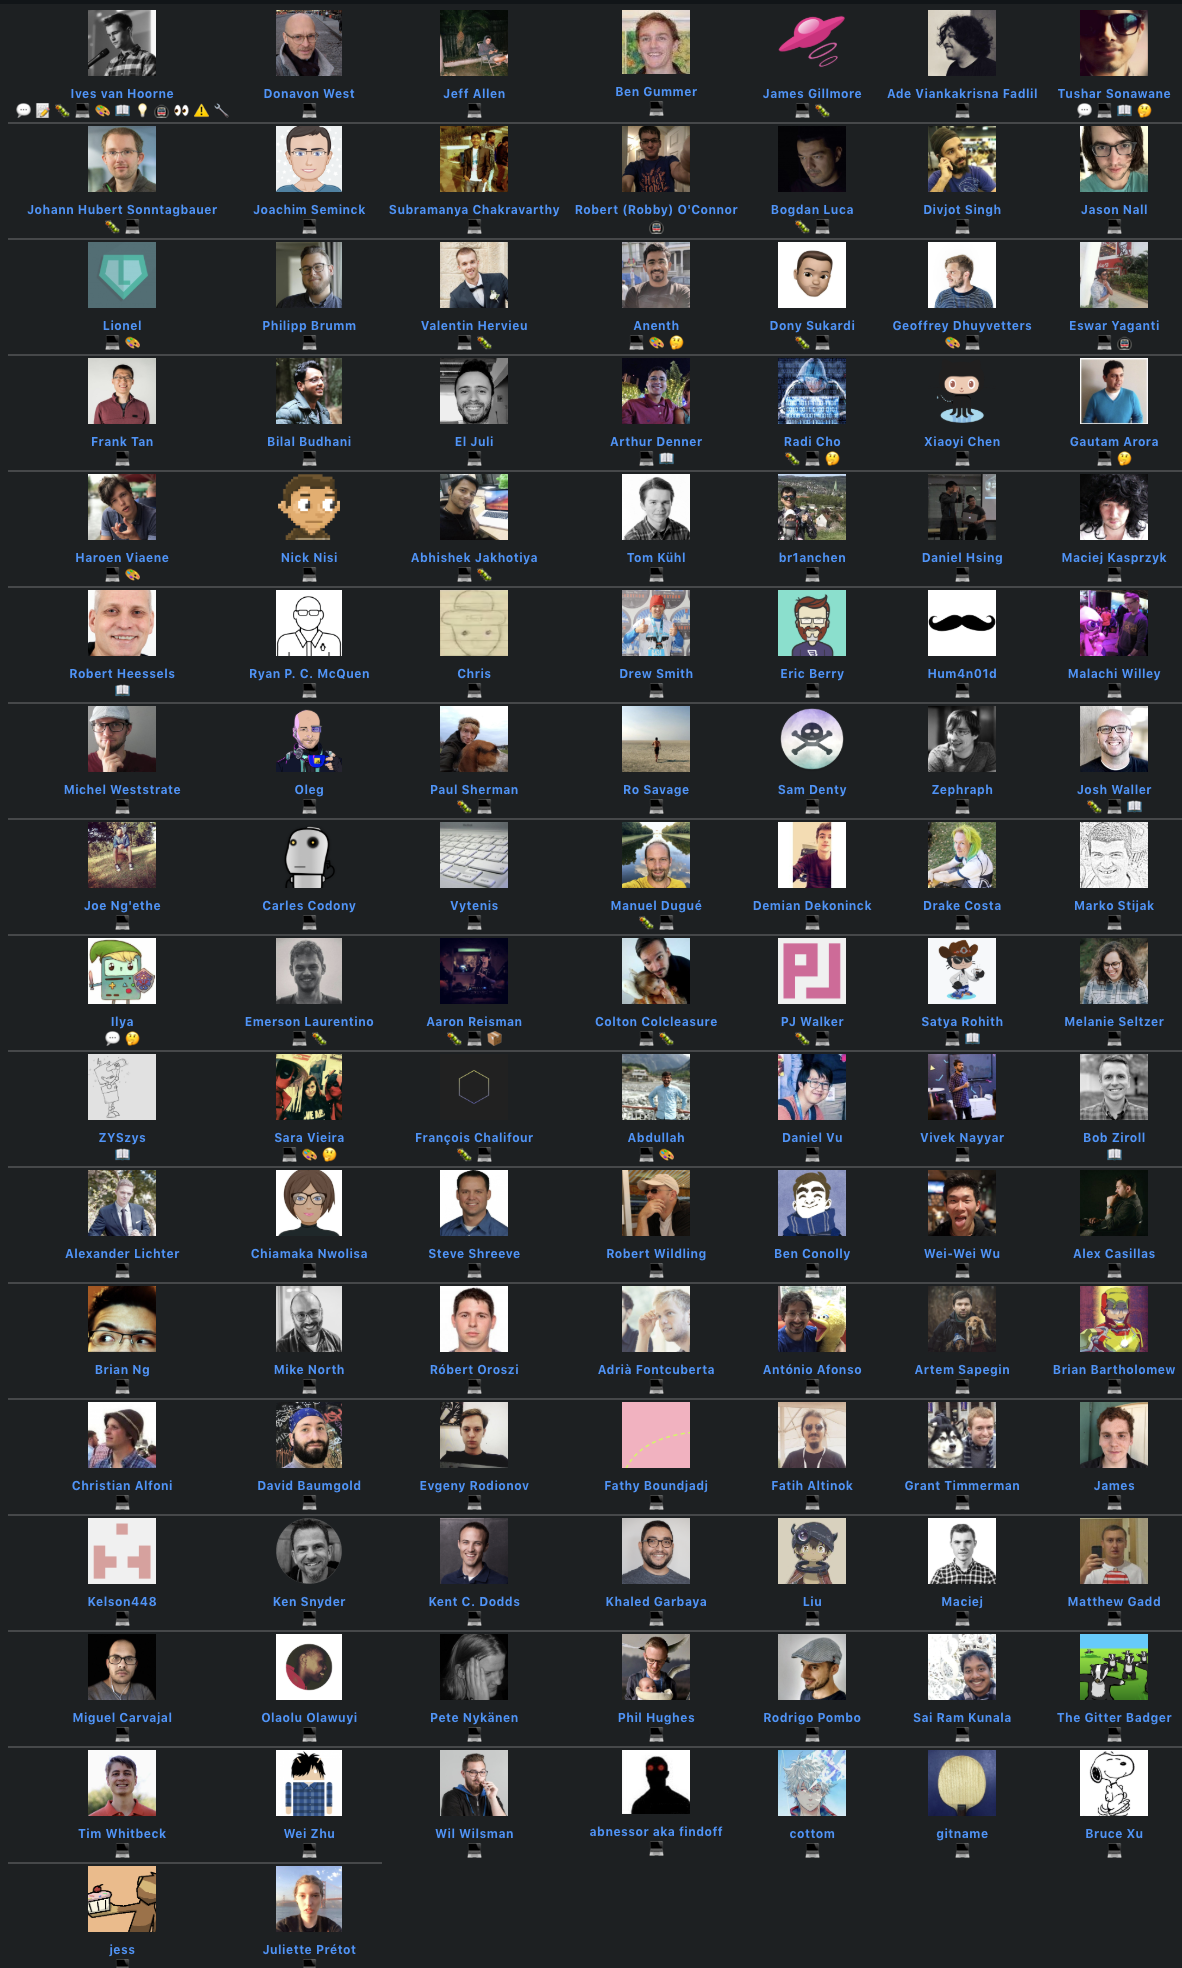 Ives van Hoorne
Donavon West
Jeff Allen
Ben Gummer
James Gillmore
Ade Viankakrisna Fadlil
Tushar Sonawane
Johann Hubert Sonntagbauer
Joachim Seminck
Subramanya Chakravarthy
Robert (Robby) O'Connor
Bogdan Luca
Divjot Singh
Jason Nall
Lionel
Philipp Brumm
Valentin Hervieu
Anenth
Dony Sukardi
Geoffrey Dhuyvetters
Eswar Yaganti
Frank Tan
Bilal Budhani
El Juli
Arthur Denner
Radi Cho
Xiaoyi Chen
Gautam Arora
Haroen Viaene
Nick Nisi
Abhishek Jakhotiya
Tom Kühl
br1anchen
Daniel Hsing
Maciej Kasprzyk
Robert Heessels
Ryan P. C. McQuen
Chris
Drew Smith
Eric Berry
Hum4n01d
Malachi Willey
Michel Weststrate
Oleg
Paul Sherman
Ro Savage
Sam Denty
Zephraph
Josh Waller
Joe Ng'ethe
Carles Codony
Vytenis
Manuel Dugué
Demian Dekoninck
Drake Costa
Marko Stijak
PJ
Ilya
Emerson Laurentino
Aaron Reisman
Colton Colcleasure
PJ Walker
Satya Rohith
Melanie Seltzer
ZYSzys
Sara Vieira
François Chalifour
Abdullah
Daniel Vu
Vivek Nayyar
Bob Ziroll
Alexander Lichter
Chiamaka Nwolisa
Steve Shreeve
Robert Wildling
Ben Conolly
Wei-Wei Wu
Alex Casillas
Brian Ng
Mike North
Róbert Oroszi
Adrià Fontcuberta
António Afonso
Artem Sapegin
Brian Bartholomew
Christian Alfoni
David Baumgold
Evgeny Rodionov
Fathy Boundjadj
Fatih Altinok
Grant Timmerman
James
Kelson448
Ken Snyder
Kent C. Dodds
Khaled Garbaya
Liu
Maciej
Matthew Gadd
Miguel Carvajal
Olaolu Olawuyi
Pete Nykänen
Phil Hughes
Rodrigo Pombo
Sai Ram Kunala
The Gitter Badger
Tim Whitbeck
Wei Zhu
Wil Wilsman
abnessor aka findoff
cottom
gitname
Bruce Xu
jess
Juliette Prétot